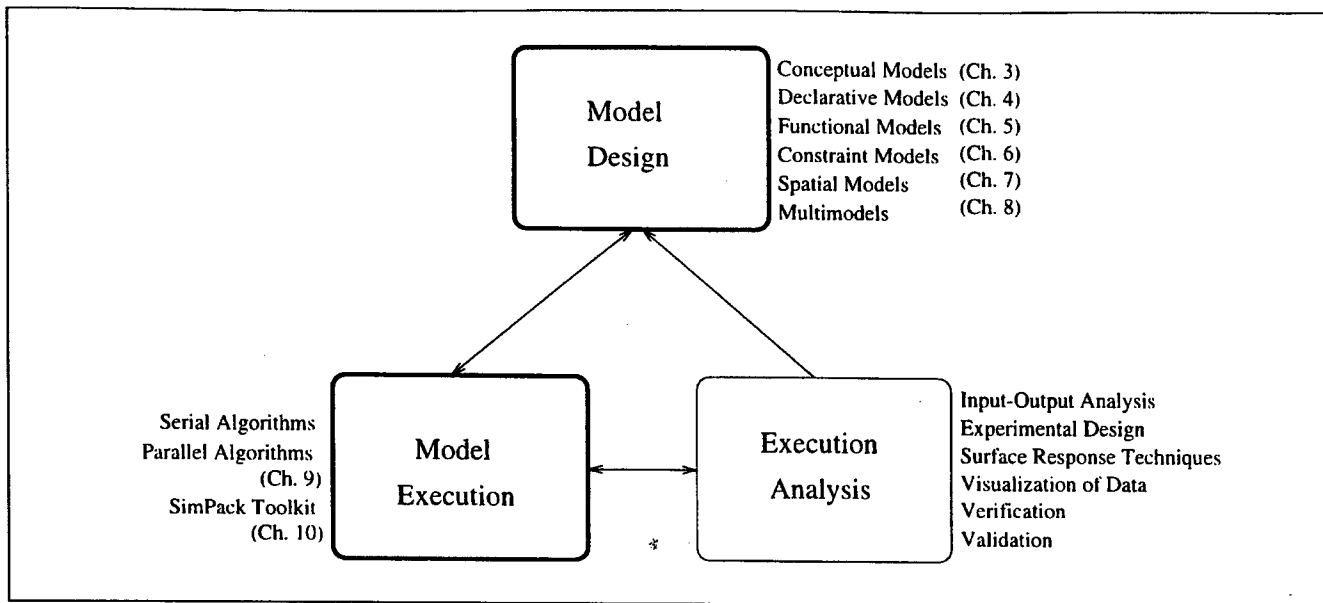 Model
Design
Conceptual Models (Ch. 3)
Declarative Models (Ch. 4)
Functional Models (Ch. 5)
Constraint Models (Ch. 6)
Spatial Models (Ch. 7)
Multimodels (Ch. 8)
Serial Algorithms
Parallel Algorithms
(Ch. 9)
SimPack Toolkit
(Ch. 10)
Model
Execution
Execution
Analysis
Input-Output Analysis
Experimental Design
Surface Response Techniques
Visualization of Data
Verification
Validation